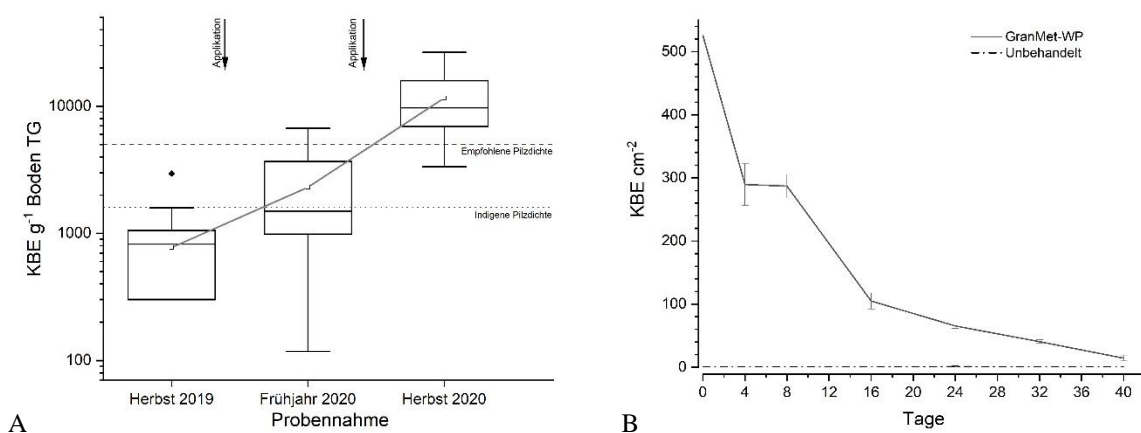 Applikation
Applikation
10000
1000
100
KBE g⁻¹ Boden TG
Empfohlene Pilzdichte
Indigene Pilzdichte
Herbst 2019 Frühjahr 2020 Herbst 2020
Probennahme
A
GranMet-WP
Unbehandelt
500
400
300
200
100
0
KBE cm⁻²
0 4 8 12 16 20 24 28 32 36 40
Tage
B